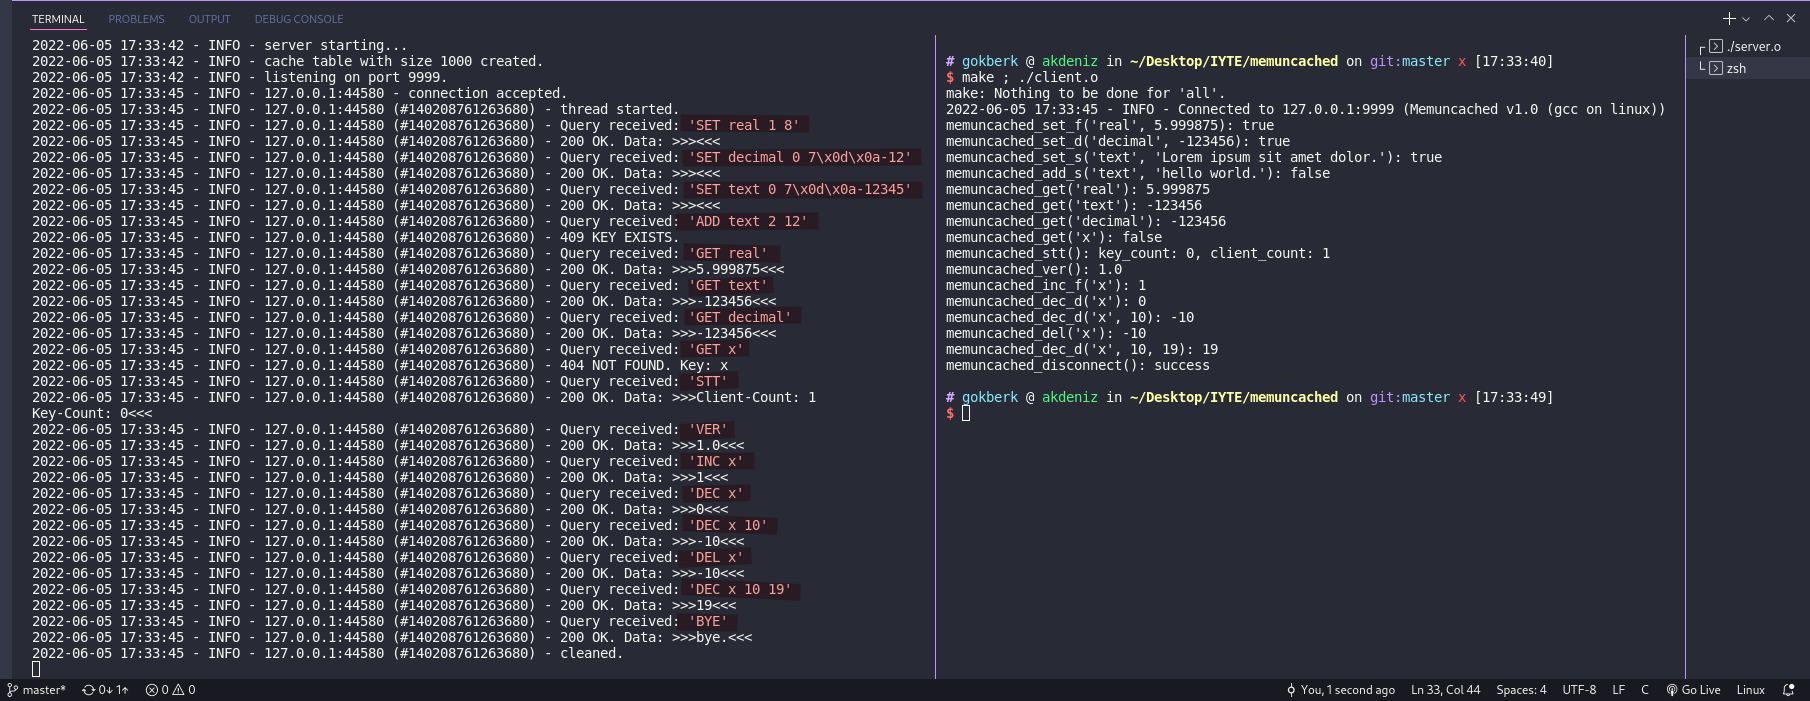 TERMINAL PROBLEMS OUTPUT DEBUG CONSOLE
2022-06-05 17:33:42 - INFO - server starting...
2022-06-05 17:33:42 - INFO - cache table with size 1000 created.
2022-06-05 17:33:42 - INFO - listening on port 9999.
2022-06-05 17:33:45 - INFO - 127.0.0.1:44580 - connection accepted.
2022-06-05 17:33:45 - INFO - 127.0.0.1:44580 (#140208761263680) - thread started.
2022-06-05 17:33:45 - INFO - 127.0.0.1:44580 (#140208761263680) - Query received: 'SET real 1 8'
2022-06-05 17:33:45 - INFO - 127.0.0.1:44580 (#140208761263680) - 200 OK. Data: >>><<<
2022-06-05 17:33:45 - INFO - 127.0.0.1:44580 (#140208761263680) - Query received: 'SET decimal 0 7\x0d\x0a-12'
2022-06-05 17:33:45 - INFO - 127.0.0.1:44580 (#140208761263680) - 200 OK. Data: >>><<<
2022-06-05 17:33:45 - INFO - 127.0.0.1:44580 (#140208761263680) - Query received: 'SET text 0 7\x0d\x0a-12345'
2022-06-05 17:33:45 - INFO - 127.0.0.1:44580 (#140208761263680) - 200 OK. Data: >>><<<
2022-06-05 17:33:45 - INFO - 127.0.0.1:44580 (#140208761263680) - Query received: 'ADD text 2 12'
2022-06-05 17:33:45 - INFO - 127.0.0.1:44580 (#140208761263680) - 409 KEY EXISTS.
2022-06-05 17:33:45 - INFO - 127.0.0.1:44580 (#140208761263680) - Query received: 'GET real'
2022-06-05 17:33:45 - INFO - 127.0.0.1:44580 (#140208761263680) - 200 OK. Data: >>>5.999875<<<
2022-06-05 17:33:45 - INFO - 127.0.0.1:44580 (#140208761263680) - Query received: 'GET text'
2022-06-05 17:33:45 - INFO - 127.0.0.1:44580 (#140208761263680) - 200 OK. Data: >>>-123456<<<
2022-06-05 17:33:45 - INFO - 127.0.0.1:44580 (#140208761263680) - Query received: 'GET decimal'
2022-06-05 17:33:45 - INFO - 127.0.0.1:44580 (#140208761263680) - 200 OK. Data: >>>-123456<<<
2022-06-05 17:33:45 - INFO - 127.0.0.1:44580 (#140208761263680) - Query received: 'GET x'
2022-06-05 17:33:45 - INFO - 127.0.0.1:44580 (#140208761263680) - 404 NOT FOUND. Key: x
2022-06-05 17:33:45 - INFO - 127.0.0.1:44580 (#140208761263680) - Query received: 'STT'
2022-06-05 17:33:45 - INFO - 127.0.0.1:44580 (#140208761263680) - 200 OK. Data: >>>Client-Count: 1
Key-Count: 0<<<
2022-06-05 17:33:45 - INFO - 127.0.0.1:44580 (#140208761263680) - Query received: 'VER'
2022-06-05 17:33:45 - INFO - 127.0.0.1:44580 (#140208761263680) - 200 OK. Data: >>>1.0<<<
2022-06-05 17:33:45 - INFO - 127.0.0.1:44580 (#140208761263680) - Query received: 'INC x'
2022-06-05 17:33:45 - INFO - 127.0.0.1:44580 (#140208761263680) - 200 OK. Data: >>>1<<<
2022-06-05 17:33:45 - INFO - 127.0.0.1:44580 (#140208761263680) - Query received: 'DEC x'
2022-06-05 17:33:45 - INFO - 127.0.0.1:44580 (#140208761263680) - 200 OK. Data: >>>0<<<
2022-06-05 17:33:45 - INFO - 127.0.0.1:44580 (#140208761263680) - Query received: 'DEC x 10'
2022-06-05 17:33:45 - INFO - 127.0.0.1:44580 (#140208761263680) - 200 OK. Data: >>>-10<<<
2022-06-05 17:33:45 - INFO - 127.0.0.1:44580 (#140208761263680) - Query received: 'DEL x'
2022-06-05 17:33:45 - INFO - 127.0.0.1:44580 (#140208761263680) - 200 OK. Data: >>>-10<<<
2022-06-05 17:33:45 - INFO - 127.0.0.1:44580 (#140208761263680) - Query received: 'DEC x 10 19'
2022-06-05 17:33:45 - INFO - 127.0.0.1:44580 (#140208761263680) - 200 OK. Data: >>>19<<<
2022-06-05 17:33:45 - INFO - 127.0.0.1:44580 (#140208761263680) - Query received: 'BYE'
2022-06-05 17:33:45 - INFO - 127.0.0.1:44580 (#140208761263680) - 200 OK. Data: >>>bye.<<<
2022-06-05 17:33:45 - INFO - 127.0.0.1:44580 (#140208761263680) - cleaned.
# gokberk @ akdeniz in ~/Desktop/IYTE/memuncached on git:master x [17:33:40]
$ make ; ./client.o
make: Nothing to be done for 'all'.
2022-06-05 17:33:45 - INFO - Connected to 127.0.0.1:9999 (Memuncached v1.0 (gcc on linux))
memuncached_set_f('real', 5.999875): true
memuncached_set_d('decimal', -123456): true
memuncached_set_s('text', 'Lorem ipsum sit amet dolor.'): true
memuncached_add_s('text', 'hello world.'): false
memuncached_get('real'): 5.999875
memuncached_get('text'): -123456
memuncached_get('decimal'): -123456
memuncached_get('x'): false
memuncached_stt(): key_count: 0, client_count: 1
memuncached_ver(): 1.0
memuncached_inc_f('x'): 1
memuncached_dec_d('x'): 0
memuncached_dec_d('x', 10): -10
memuncached_del('x'): -10
memuncached_dec_d('x', 10, 19): 19
memuncached_disconnect(): success
# gokberk @ akdeniz in ~/Desktop/IYTE/memuncached on git:master x [17:33:49]
$
./server.o
zsh
master* 0↓ 1↑ 0 0 You, 1 second ago Ln 33, Col 44 Spaces: 4 UTF-8 LF C Go Live Linux